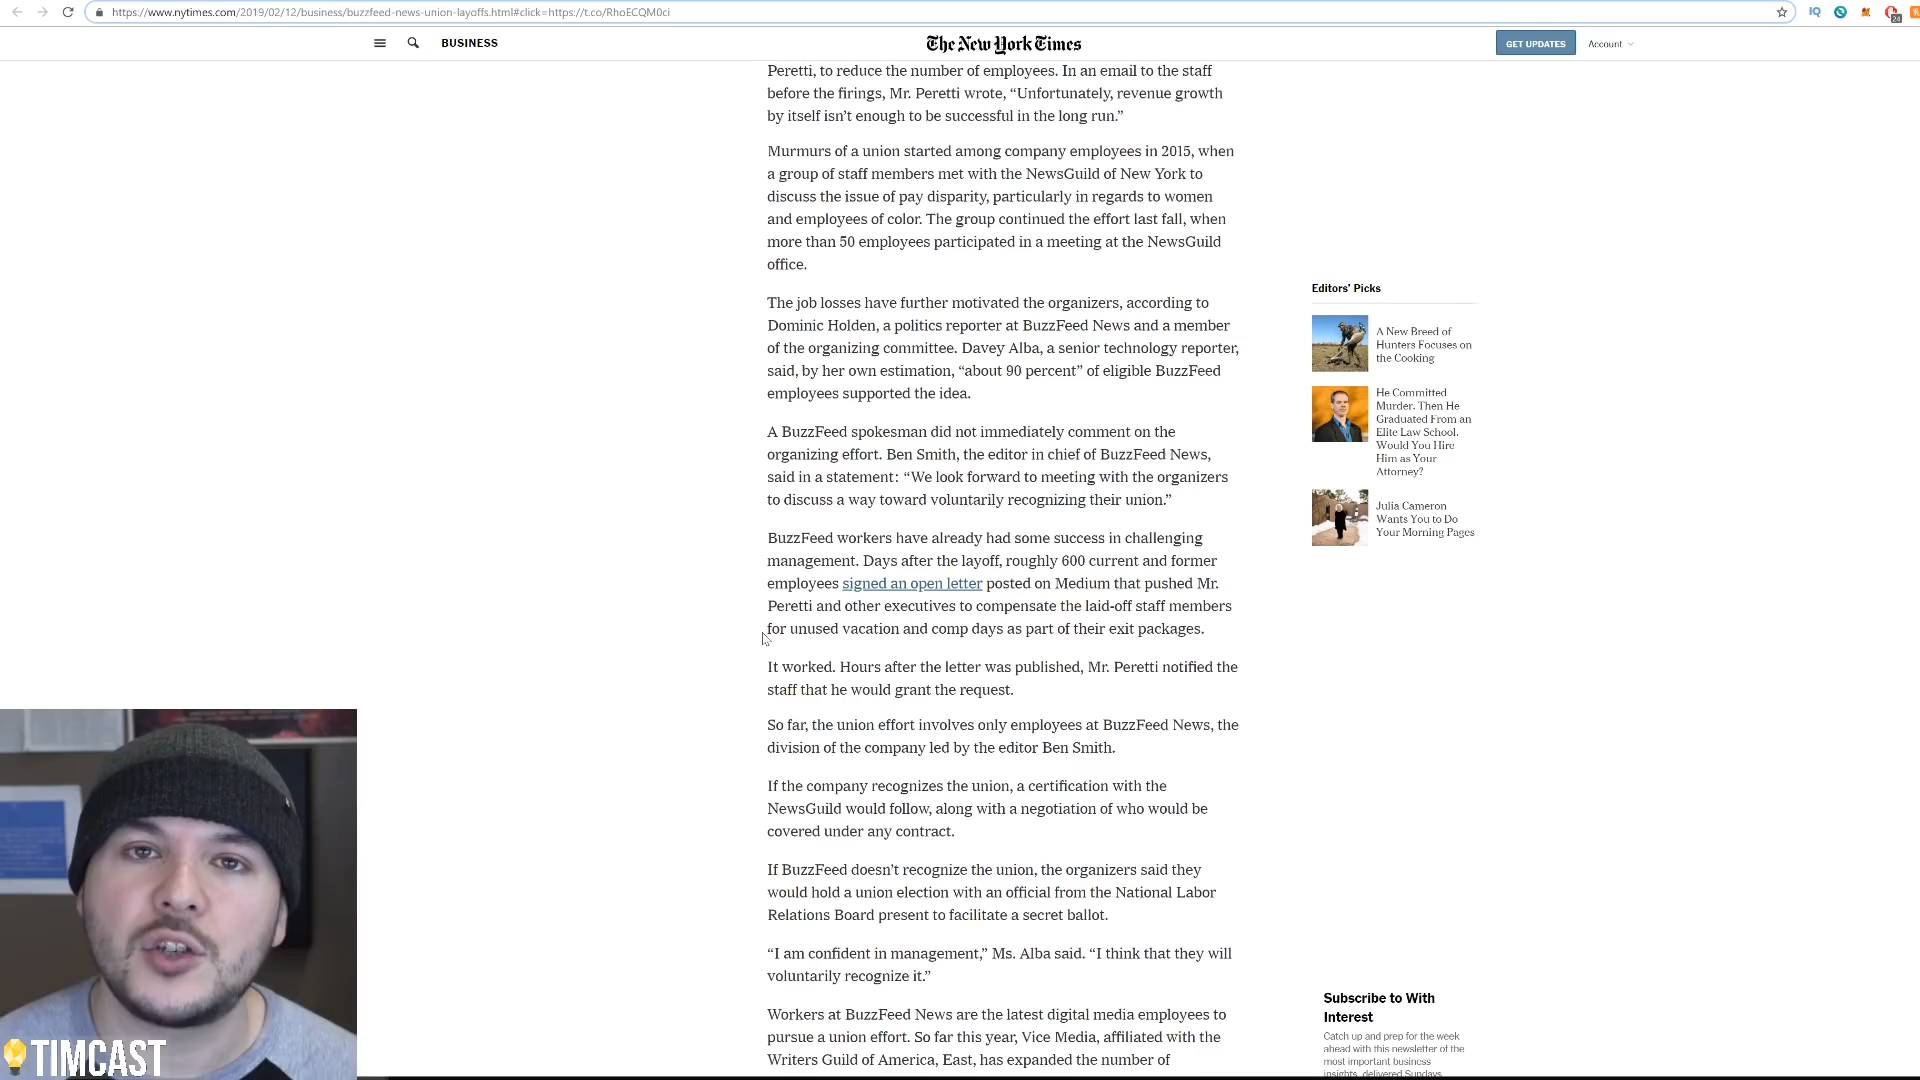 https://www.nytimes.com/2019/02/12/business/buzzfeed-news-union-layoffs.html#click=https://t.co/RhoECQM0ci
IQ
24
BUSINESS
The New York Times
GET UPDATES
Account
Peretti, to reduce the number of employees. In an email to the staff
before the firings, Mr. Peretti wrote, “Unfortunately, revenue growth
by itself isn’t enough to be successful in the long run.”
Murmurs of a union started among company employees in 2015, when
a group of staff members met with the NewsGuild of New York to
discuss the issue of pay disparity, particularly in regards to women
and employees of color. The group continued the effort last fall, when
more than 50 employees participated in a meeting at the NewsGuild
office.
The job losses have further motivated the organizers, according to
Dominic Holden, a politics reporter at BuzzFeed News and a member
of the organizing committee. Davey Alba, a senior technology reporter,
said, by her own estimation, “about 90 percent” of eligible BuzzFeed
employees supported the idea.
A BuzzFeed spokesman did not immediately comment on the
organizing effort. Ben Smith, the editor in chief of BuzzFeed News,
said in a statement: “We look forward to meeting with the organizers
to discuss a way toward voluntarily recognizing their union.”
BuzzFeed workers have already had some success in challenging
management. Days after the layoff, roughly 600 current and former
employees signed an open letter posted on Medium that pushed Mr.
Peretti and other executives to compensate the laid-off staff members
for unused vacation and comp days as part of their exit packages.
It worked. Hours after the letter was published, Mr. Peretti notified the
staff that he would grant the request.
So far, the union effort involves only employees at BuzzFeed News, the
division of the company led by the editor Ben Smith.
If the company recognizes the union, a certification with the
NewsGuild would follow, along with a negotiation of who would be
covered under any contract.
If BuzzFeed doesn’t recognize the union, the organizers said they
would hold a union election with an official from the National Labor
Relations Board present to facilitate a secret ballot.
“I am confident in management,” Ms. Alba said. “I think that they will
voluntarily recognize it.”
Workers at BuzzFeed News are the latest digital media employees to
pursue a union effort. So far this year, Vice Media, affiliated with the
Writers Guild of America, East, has expanded the number of
Editors’ Picks
A New Breed of
Hunters Focuses on
the Cooking
He Committed
Murder. Then He
Graduated From an
Elite Law School.
Would You Hire
Him as Your
Attorney?
Julia Cameron
Wants You to Do
Your Morning Pages
Subscribe to With
Interest
Catch up and prep for the week
ahead with this newsletter of the
most important business
insights, delivered Sundays.
TIMCAST